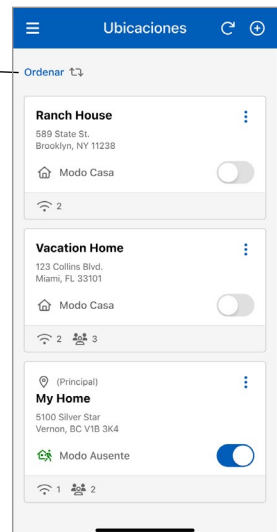 Ubicaciones
Ordenar
Ranch House
589 State St.
Brooklyn, NY 11238
Modo Casa
2
Vacation Home
123 Collins Blvd.
Miami, FL 33101
Modo Casa
2 3
(Principal)
My Home
5100 Silver Star
Vernon, BC V1B 3K4
Modo Ausente
1 2